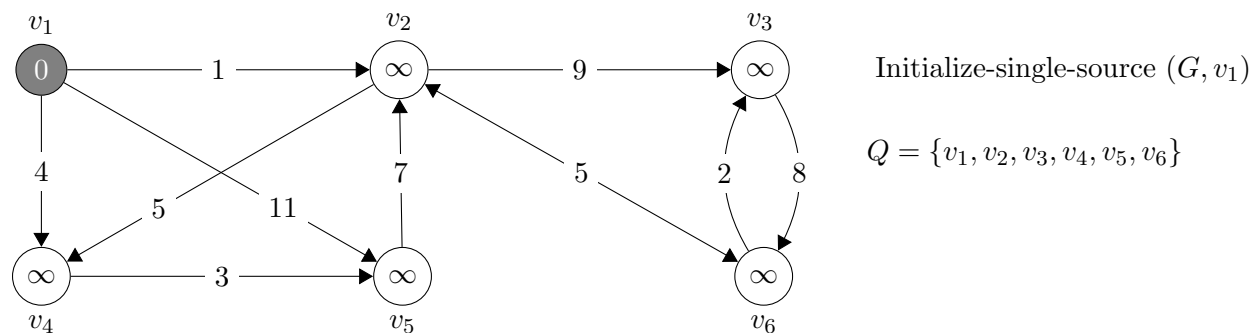 v₁ v₂ v₃
0 1 ∞ 9 ∞ Initialize-single-source (G, v₁)
Q = {v₁, v₂, v₃, v₄, v₅, v₆}
4 7 5 2 8
5 11
∞ 3 ∞ ∞
v₄ v₅ v₆